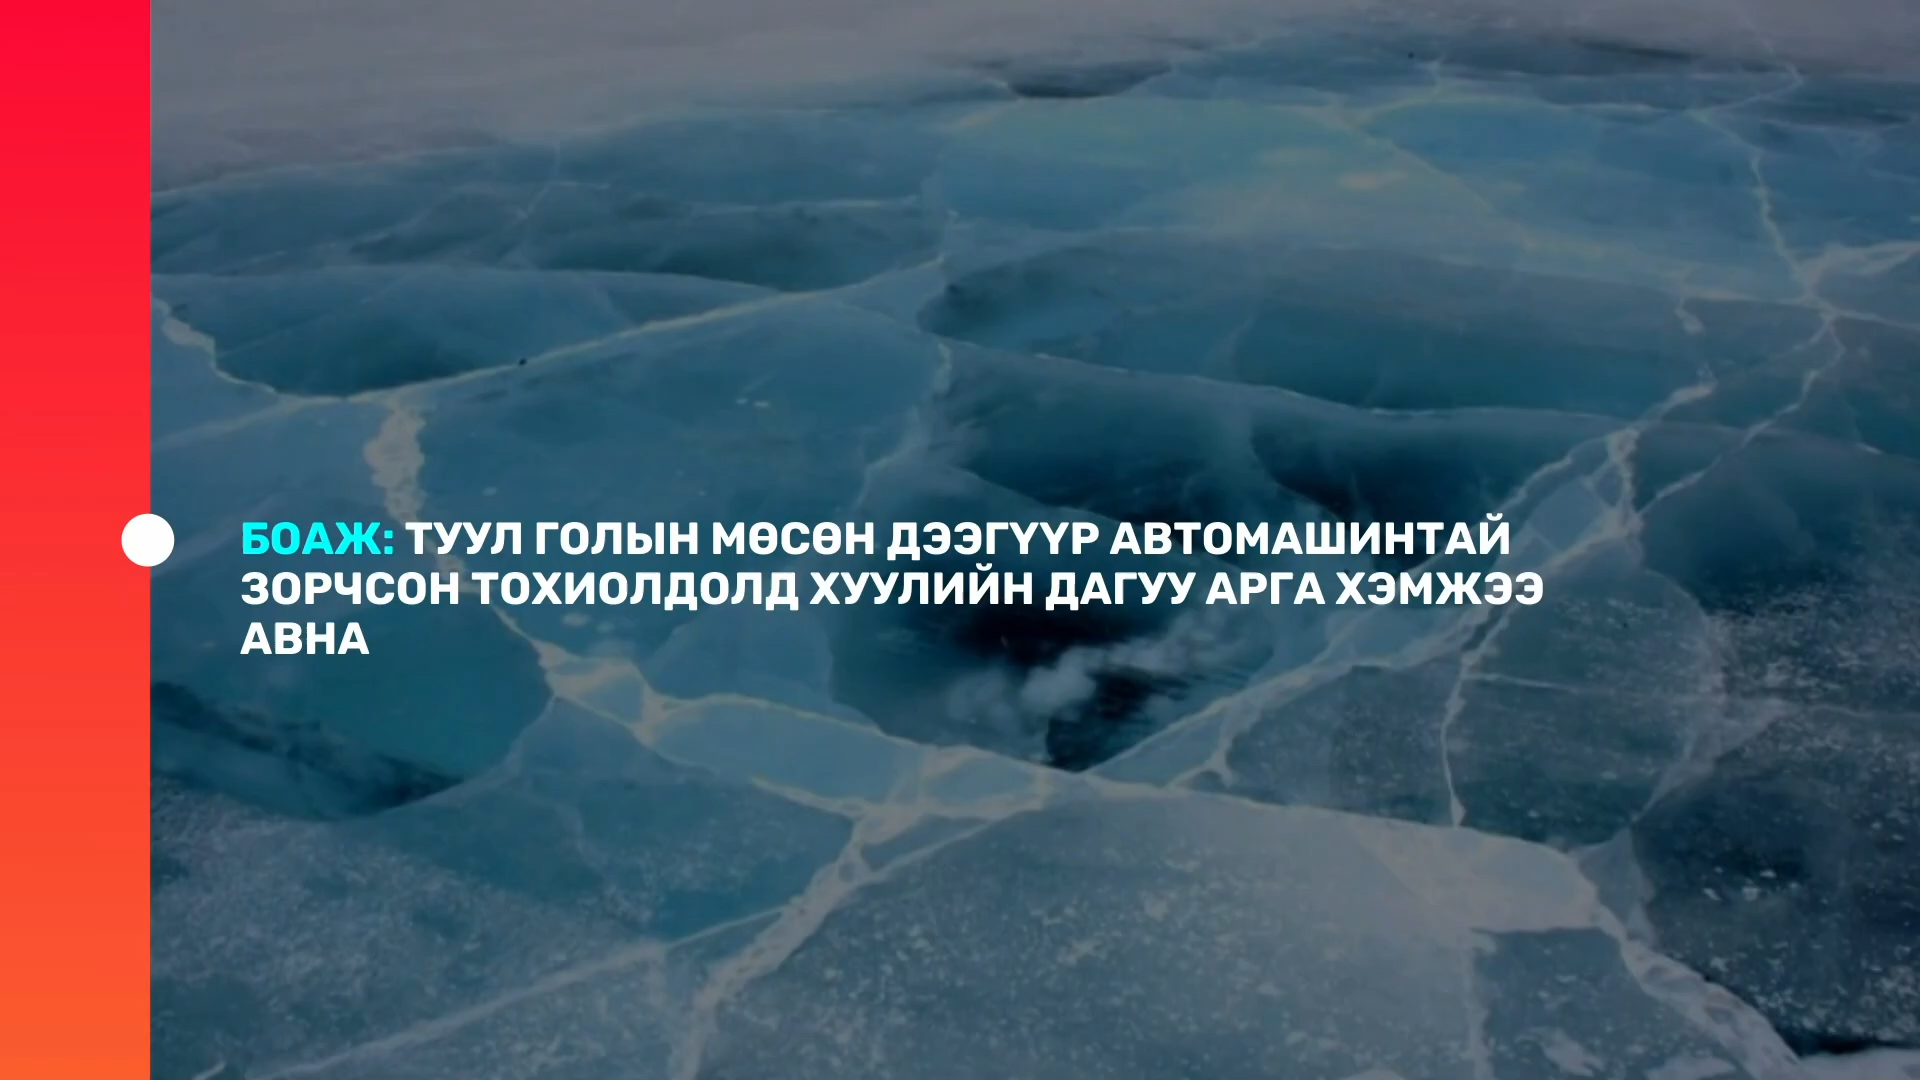 БОАЖ: ТУУЛ ГОЛЫН МӨСӨН ДЭЭГҮҮР АВТОМАШИНТАЙ
ЗОРЧСОН ТОХИОЛДОЛД ХУУЛИЙН ДАГУУ АРГА ХЭМЖЭЭ
АВНА